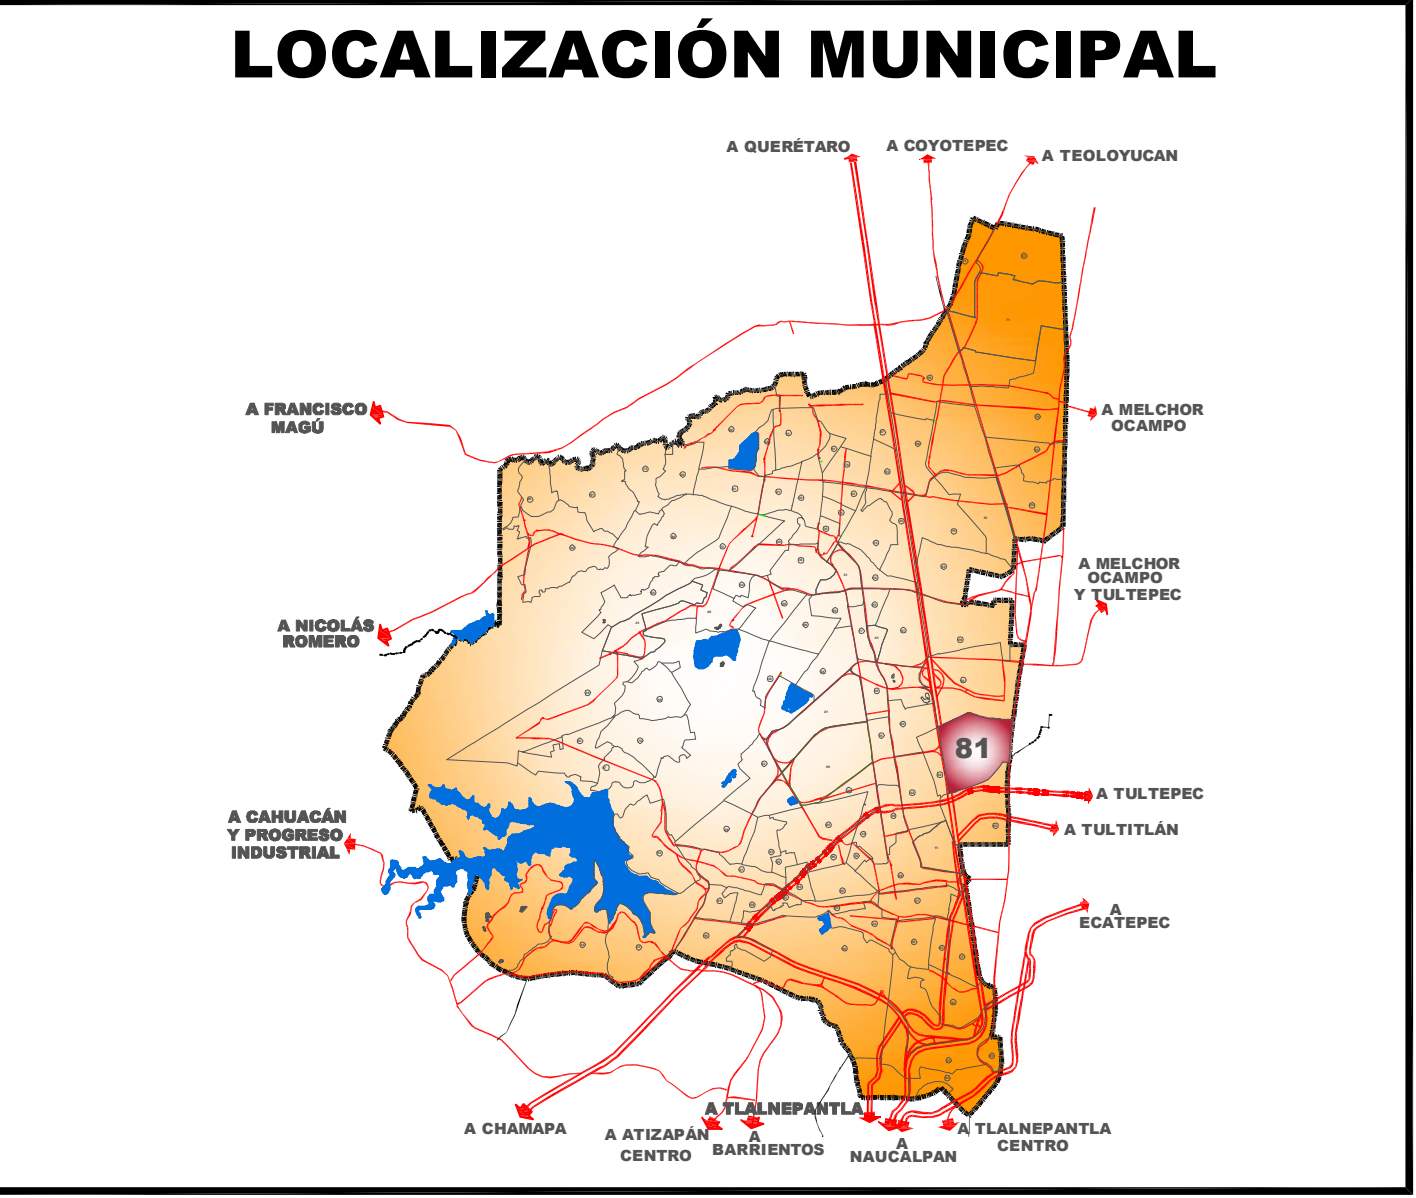 LOCALIZACIÓN MUNICIPAL
A QUERÉTARO
A COYOTEPEC
A TEOLOYUCAN
A FRANCISCO
MAGÚ
A MELCHOR
OCAMPO
A MELCHOR
OCAMPO
Y TULTEPEC
A NICOLÁS
ROMERO
81
A TULTEPEC
A CAHUACÁN
Y PROGRESO
INDUSTRIAL
A TULTITLÁN
A
ECATEPEC
A CHAMAPA
A ATIZAPÁN
CENTRO
A TLALNEPANTLA
A
BARRIENTOS
A
NAUCALPAN
A TLALNEPANTLA
CENTRO